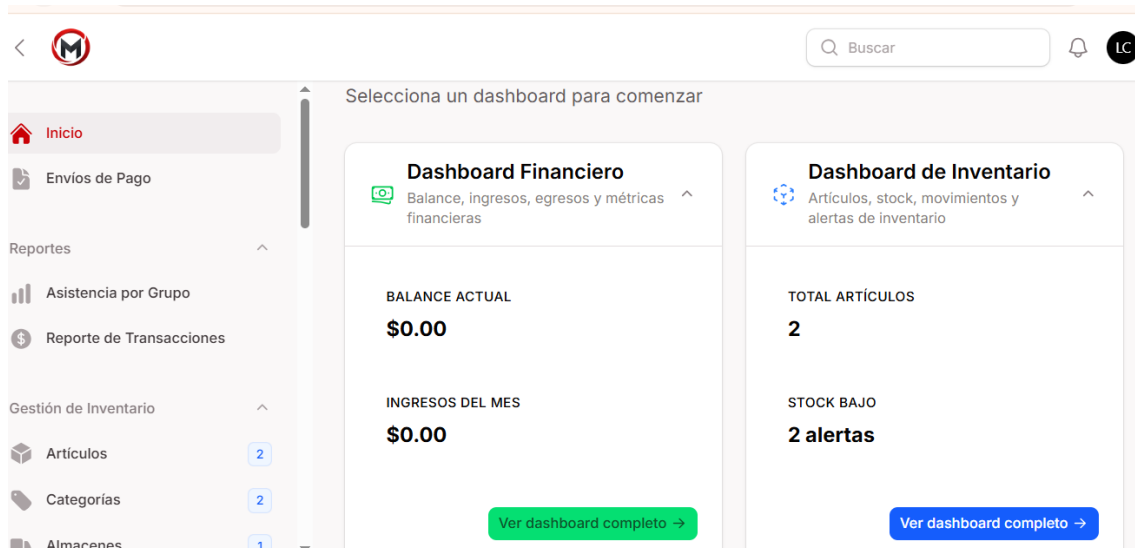 M
Buscar
LC
Selecciona un dashboard para comenzar
Inicio
Envíos de Pago
Reportes
Asistencia por Grupo
Reporte de Transacciones
Gestión de Inventario
Artículos 2
Categorías 2
Almacenes 1
Dashboard Financiero
Balance, ingresos, egresos y métricas
financieras
BALANCE ACTUAL
$0.00
INGRESOS DEL MES
$0.00
Ver dashboard completo →
Dashboard de Inventario
Artículos, stock, movimientos y
alertas de inventario
TOTAL ARTÍCULOS
2
STOCK BAJO
2 alertas
Ver dashboard completo →